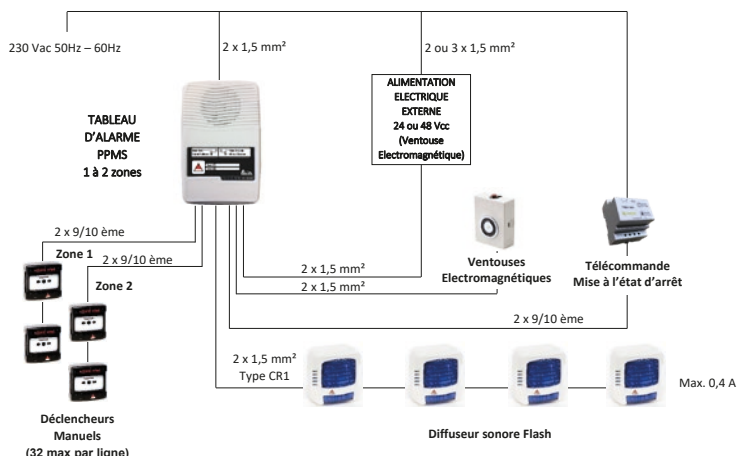 230 Vac 50Hz – 60Hz
2 x 1,5 mm²
2 ou 3 x 1,5 mm²
ALIMENTATION
ELECTRIQUE
EXTERNE
24 ou 48 Vcc
(Ventouse
Electromagnétique)
TABLEAU
D'ALARME
PPMS
1 à 2 zones
2 x 9/10 ème
Zone 1
2 x 9/10 ème
Zone 2
Ventouses
Electromagnétiques
Télécommande
Mise à l'état d'arrêt
2 x 1,5 mm²
2 x 1,5 mm²
2 x 9/10 ème
2 x 1,5 mm²
Type CR1
Max. 0,4 A
Déclencheurs
Manuels
(32 max par ligne)
Diffuseur sonore Flash